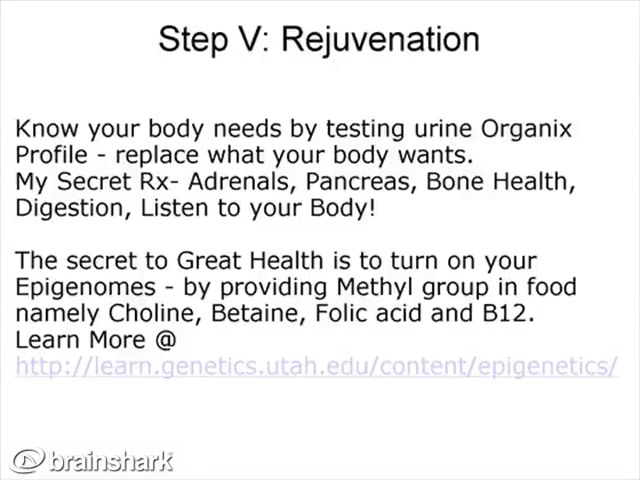 Step V: Rejuvenation
Know your body needs by testing urine Organix
Profile - replace what your body wants.
My Secret Rx- Adrenals, Pancreas, Bone Health,
Digestion, Listen to your Body!
The secret to Great Health is to turn on your
Epigenomes - by providing Methyl group in food
namely Choline, Betaine, Folic acid and B12.
Learn More @
http://learn.genetics.utah.edu/content/epigenetics/
brainshark